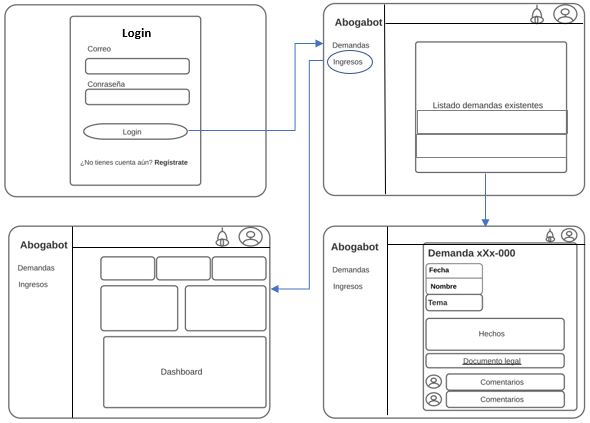 Login
Correo
Conraseña
Login
¿No tienes cuenta aún? Regístrate
Abogabot
Demandas
Ingresos
Listado demandas existentes
Abogabot
Demandas
Ingresos
Dashboard
Abogabot
Demandas
Ingresos
Demanda xXx-000
Fecha
Nombre
Tema
Hechos
Documento legal
Comentarios
Comentarios